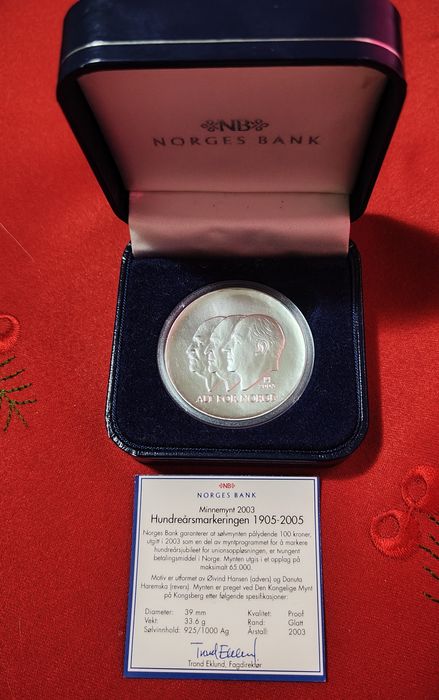 NB
NORGES BANK
2003
ALT FOR NORGE
NB
NORGES BANK
Minnemynt 2003
Hundreårsmarkeringen 1905-2005
Norges Bank garanterer at sølvmynten pålydende 100 kroner,
utgitt i 2003 som en del av myntprogrammet for å markere
hundreårsjubileet for unionsoppløsningen, er tvungent
betalingsmiddel i Norge. Mynten utgis i et opplag på
maksimalt 65.000.
Motiv er utformet av Øivind Hansen (advers) og Danuta
Haremska (revers). Mynten er preget ved Den Kongelige Mynt
på Kongsberg etter følgende spesifikasjoner:
Diameter: 39 mm Kvalitet: Proof
Vekt: 33.6 g Rand: Glatt
Sølvinnhold: 925/1000 Ag Årstall: 2003
Trond Eklund
Trond Eklund, Fagdirektør